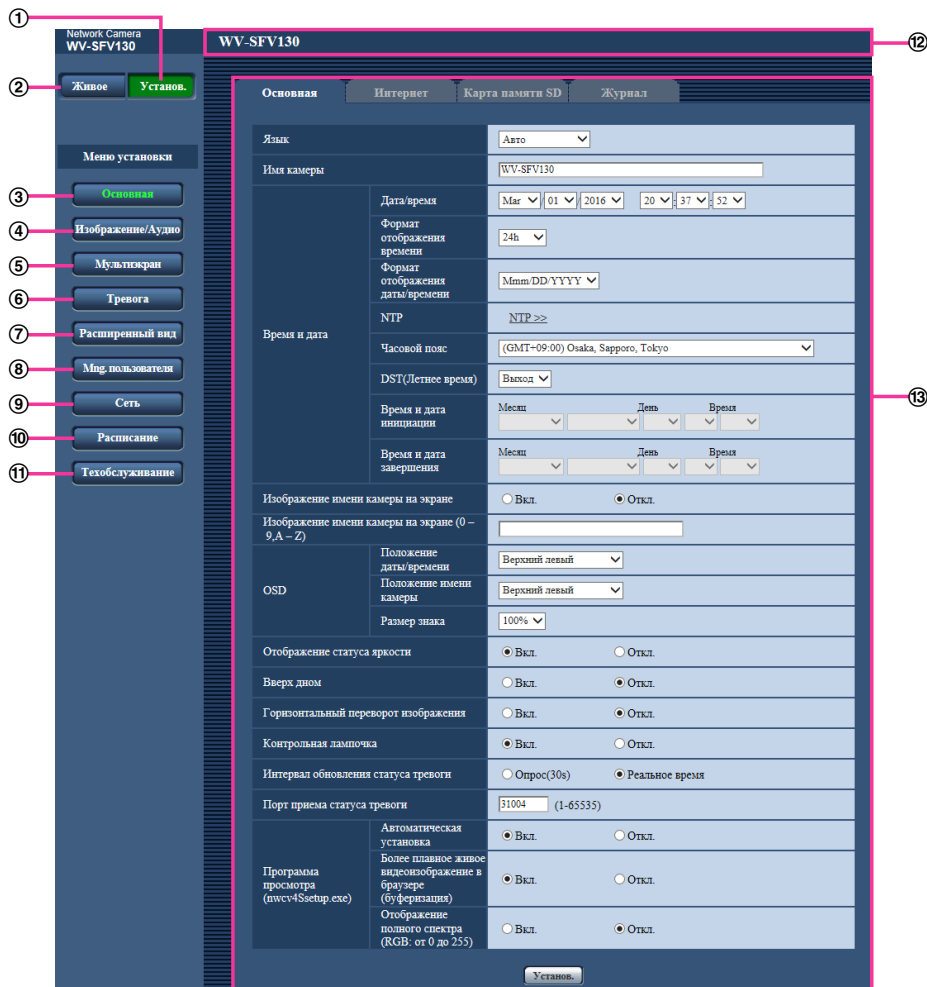 ①
Network Camera
WV-SFV130
WV-SFV130
⑫
②
Живое
Установ.
Основная
Интернет
Карта памяти SD
Журнал
Меню установки
③
Основная
④
Изображение/Аудио
⑤
Мультиэкран
⑥
Тревога
⑦
Расширенный вид
⑧
Mng. пользователя
⑨
Сеть
⑩
Расписание
⑪
Техобслуживание
⑬
Язык
Авто
Имя камеры
WV-SFV130
Время и дата
Дата/время
Mar / 01 / 2016 20 : 37 : 52
Формат
отображения
времени
24h
Формат
отображения
даты/времени
Mmm/DD/YYYY
NTP
NTP >>
Часовой пояс
(GMT+09:00) Osaka, Sapporo, Tokyo
DST(Летнее время)
Выход
Время и дата
инициации
Месяц День Время
Время и дата
завершения
Месяц День Время
Изображение имени камеры на экране
Вкл. Откл.
Изображение имени камеры на экране (0 –
9,A – Z)
OSD
Положение
даты/времени
Верхний левый
Положение имени
камеры
Верхний левый
Размер знака
100%
Отображение статуса яркости
Вкл. Откл.
Вверх дном
Вкл. Откл.
Горизонтальный переворот изображения
Вкл. Откл.
Контрольная лампочка
Вкл. Откл.
Интервал обновления статуса тревоги
Опрос(30s) Реальное время
Порт приема статуса тревоги
31004 (1-65535)
Программа
просмотра
(nwcv4Ssetup.exe)
Автоматическая
установка
Вкл. Откл.
Более плавное живое
видеоизображение в
браузере
(буферизация)
Вкл. Откл.
Отображение
полного спектра
(RGB: от 0 до 255)
Вкл. Откл.
Установ.